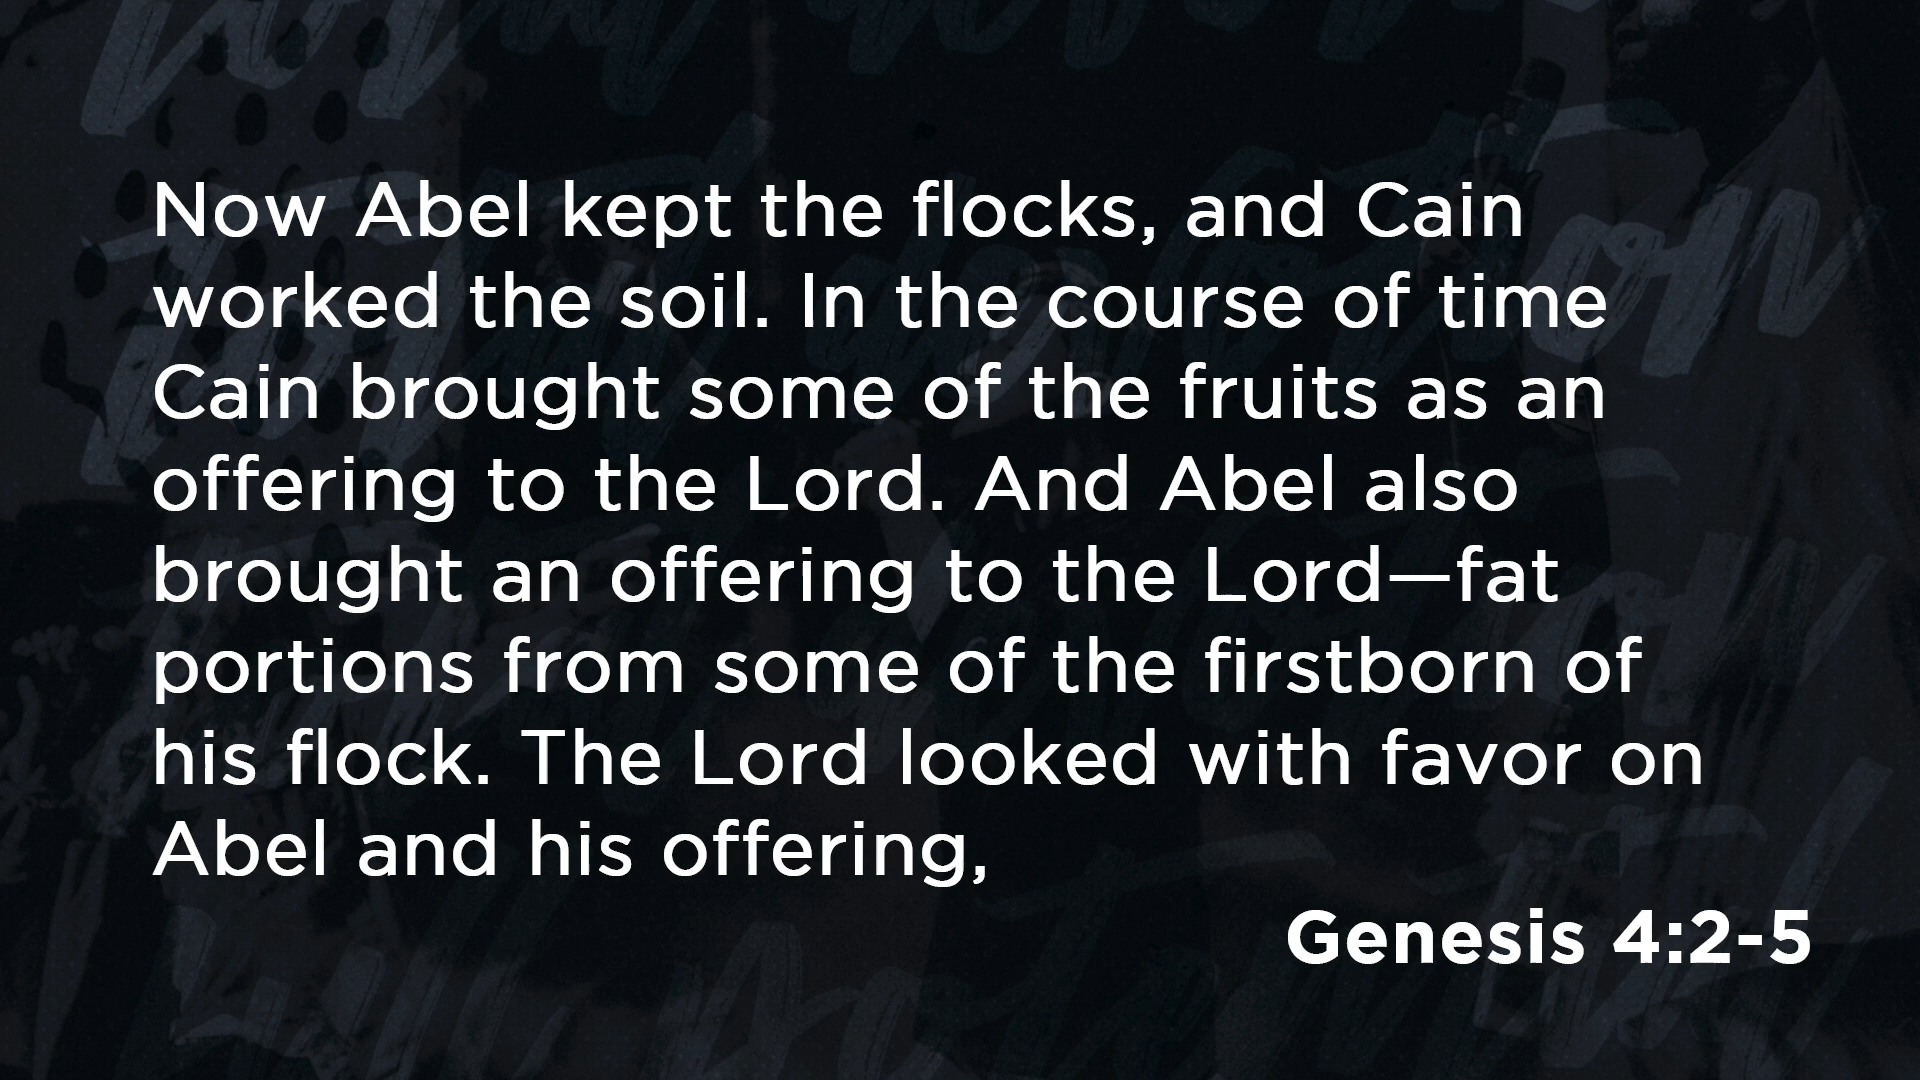 Now Abel kept the flocks, and Cain
worked the soil. In the course of time
Cain brought some of the fruits as an
offering to the Lord. And Abel also
brought an offering to the Lord—fat
portions from some of the firstborn of
his flock. The Lord looked with favor on
Abel and his offering,
Genesis 4:2-5